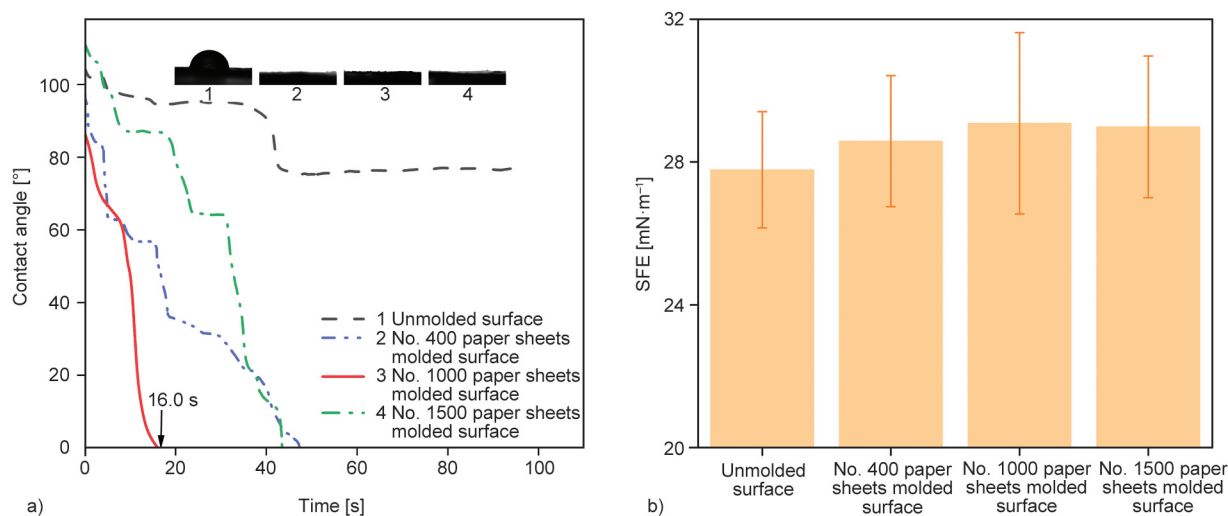 100
80
60
40
20
0
Contact angle [°]
1
2
3
4
1 Unmolded surface
2 No. 400 paper sheets
molded surface
3 No. 1000 paper sheets
molded surface
4 No. 1500 paper sheets
molded surface
16.0 s
0
20
40
60
80
100
Time [s]
a)
32
28
24
20
SFE [mN·m⁻¹]
Unmolded
surface
No. 400 paper
sheets molded
surface
No. 1000 paper
sheets molded
surface
No. 1500 paper
sheets molded
surface
b)